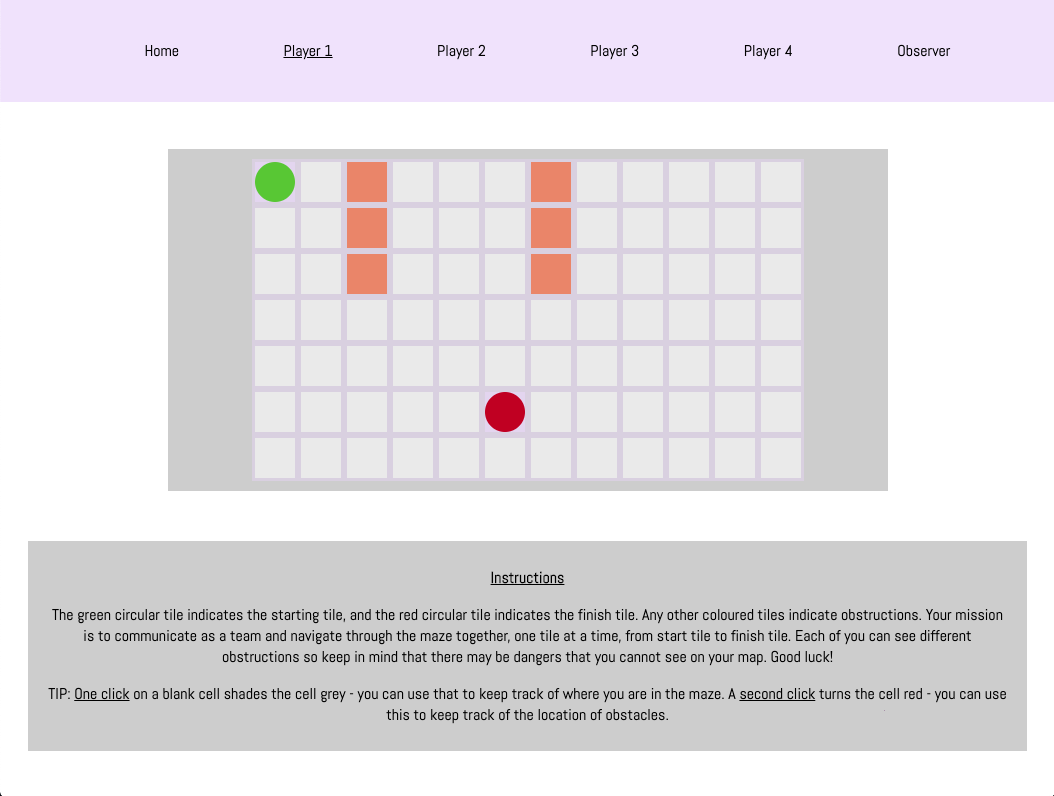 Home Player 1 Player 2 Player 3 Player 4 Observer
Instructions
The green circular tile indicates the starting tile, and the red circular tile indicates the finish tile. Any other coloured tiles indicate obstructions. Your mission
is to communicate as a team and navigate through the maze together, one tile at a time, from start tile to finish tile. Each of you can see different
obstructions so keep in mind that there may be dangers that you cannot see on your map. Good luck!
TIP: One click on a blank cell shades the cell grey - you can use that to keep track of where you are in the maze. A second click turns the cell red - you can use
this to keep track of the location of obstacles.